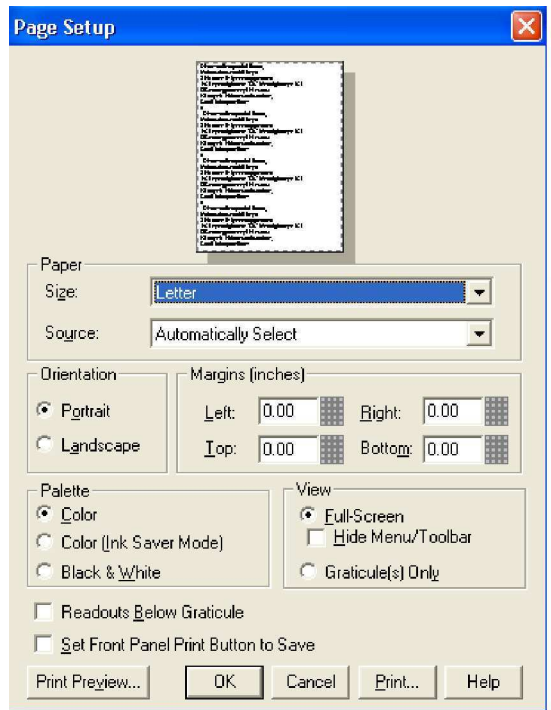 Page Setup
Paper
Size: Letter
Source: Automatically Select
Orientation
Portrait
Landscape
Margins (inches)
Left: 0.00 Right: 0.00
Top: 0.00 Bottom: 0.00
Palette
Color
Color (Ink Saver Mode)
Black & White
View
Full-Screen
Hide Menu/Toolbar
Graticule(s) Only
Readouts Below Graticule
Set Front Panel Print Button to Save
Print Preview... OK Cancel Print... Help